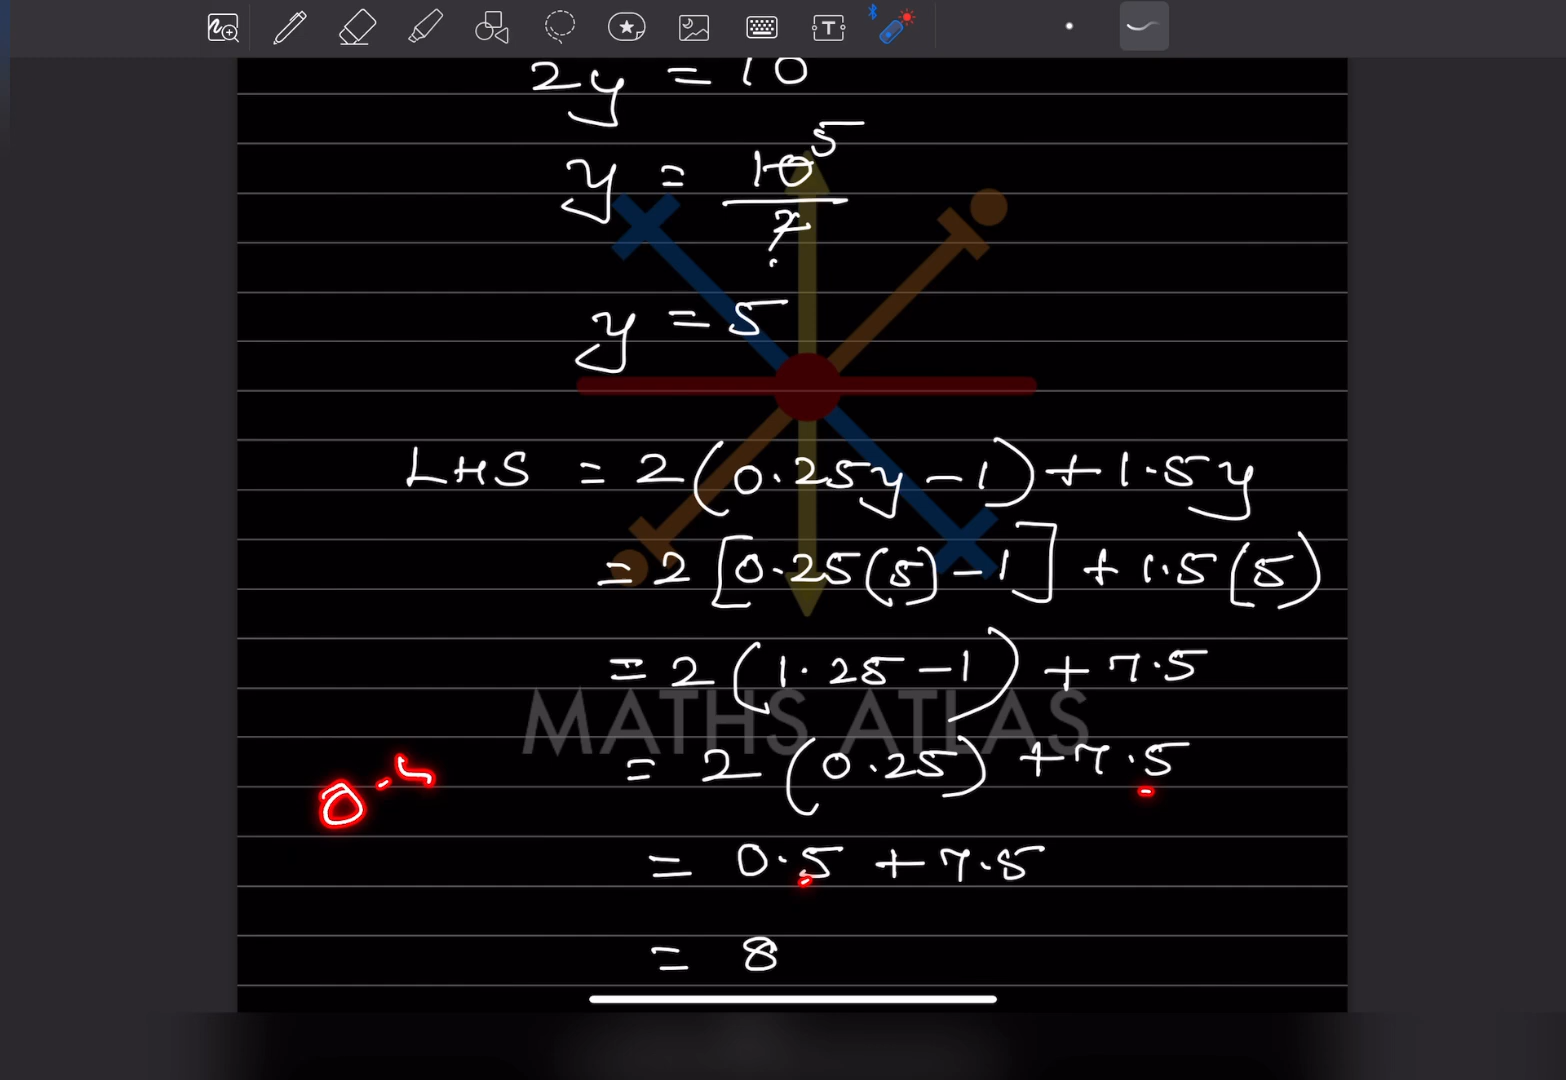 2y = 10
y = 10/2 5
y = 5
LHS = 2(0.25y - 1) + 1.5y
= 2[0.25(5) - 1] + 1.5(5)
= 2(1.25 - 1) + 7.5
MATHS ATLAS
= 2(0.25) + 7.5
0.5
= 0.5 + 7.5
= 8